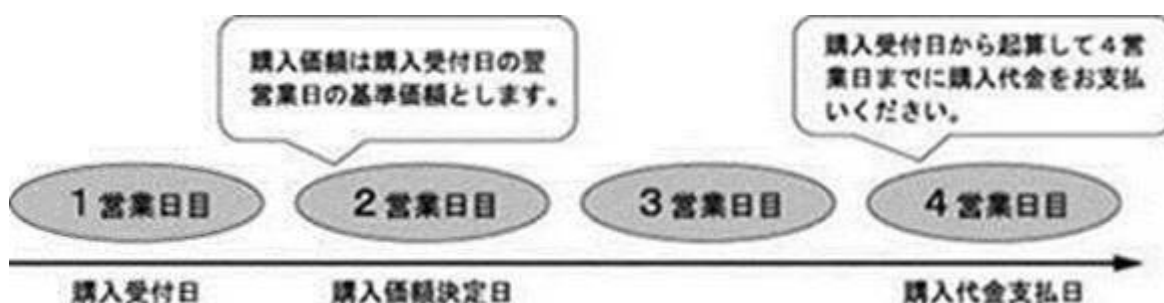 購入価額は購入受付日の翌
営業日の基準価額とします。
購入受付日から起算して４営
業日までに購入代金をお支払
いください。
1 営業日目
2 営業日目
3 営業日目
4 営業日目
購入受付日
購入価額決定日
購入代金支払日